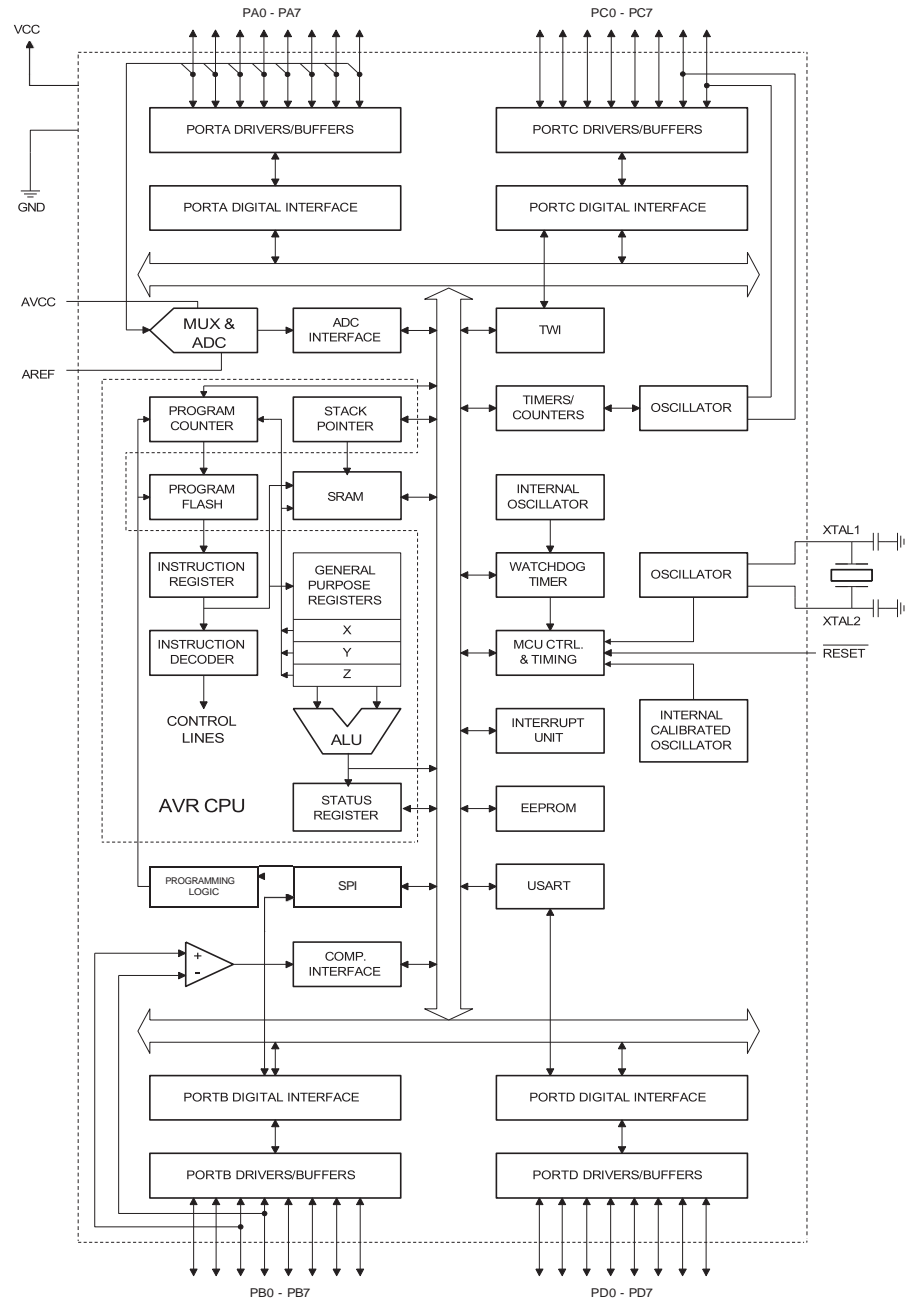 PA0 - PA7
PC0 - PC7
VCC
PORTA DRIVERS/BUFFERS
PORTC DRIVERS/BUFFERS
GND
PORTA DIGITAL INTERFACE
PORTC DIGITAL INTERFACE
AVCC
MUX &
ADC
ADC
INTERFACE
TWI
AREF
PROGRAM
COUNTER
STACK
POINTER
TIMERS/
COUNTERS
OSCILLATOR
PROGRAM
FLASH
SRAM
INTERNAL
OSCILLATOR
XTAL1
INSTRUCTION
REGISTER
GENERAL
PURPOSE
REGISTERS
WATCHDOG
TIMER
OSCILLATOR
XTAL2
X
INSTRUCTION
DECODER
Y
MCU CTRL.
& TIMING
RESET
Z
CONTROL
LINES
ALU
INTERRUPT
UNIT
INTERNAL
CALIBRATED
OSCILLATOR
AVR CPU
STATUS
REGISTER
EEPROM
PROGRAMMING
LOGIC
SPI
USART
+
-
COMP.
INTERFACE
PORTB DIGITAL INTERFACE
PORTD DIGITAL INTERFACE
PORTB DRIVERS/BUFFERS
PORTD DRIVERS/BUFFERS
PB0 - PB7
PD0 - PD7